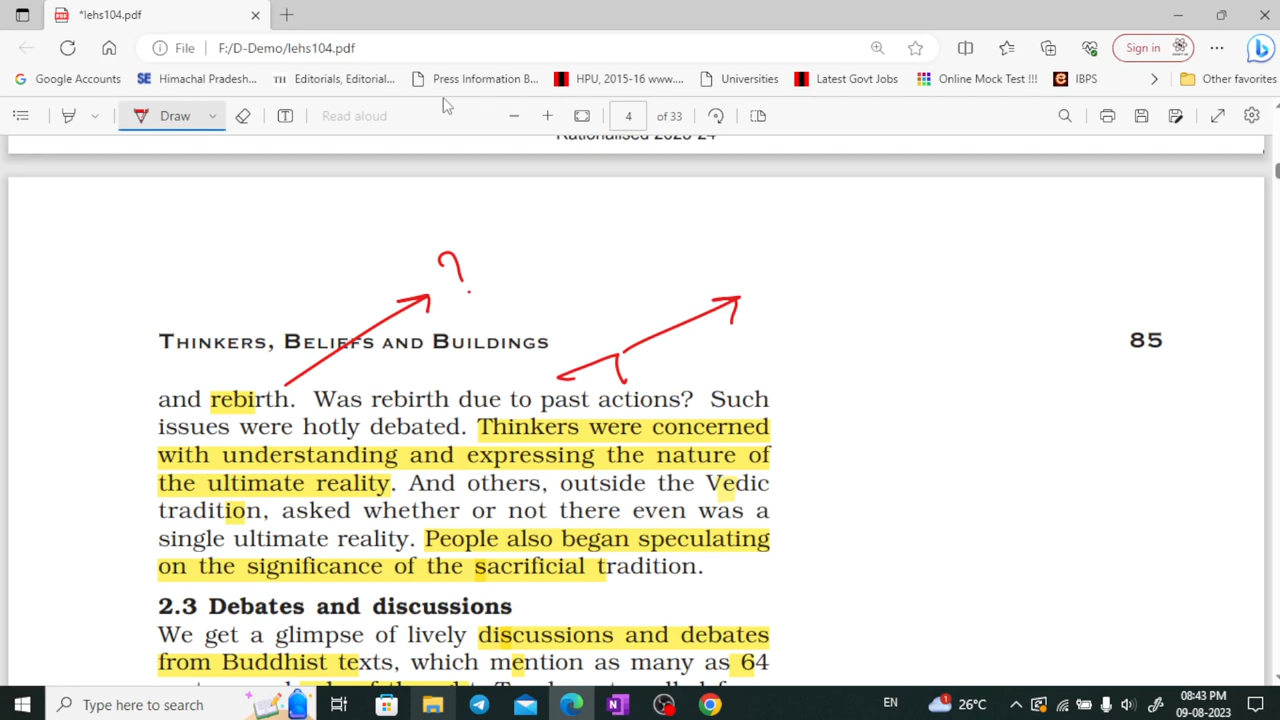 *lehs104.pdf
File F:/D-Demo/lehs104.pdf
Sign in
Google Accounts SE Himachal Pradesh... TH Editorials, Editorial... Press Information B... HPU, 2015-16 www.... Universities Latest Govt Jobs Online Mock Test !!! IBPS Other favorites
Draw Read aloud 4 of 33
Rationalised 2023-24
?
THINKERS, BELIEFS AND BUILDINGS 85
and rebirth. Was rebirth due to past actions? Such
issues were hotly debated. Thinkers were concerned
with understanding and expressing the nature of
the ultimate reality. And others, outside the Vedic
tradition, asked whether or not there even was a
single ultimate reality. People also began speculating
on the significance of the sacrificial tradition.
2.3 Debates and discussions
We get a glimpse of lively discussions and debates
from Buddhist texts, which mention as many as 64
Type here to search EN 26°C 08:43 PM
09-08-2023